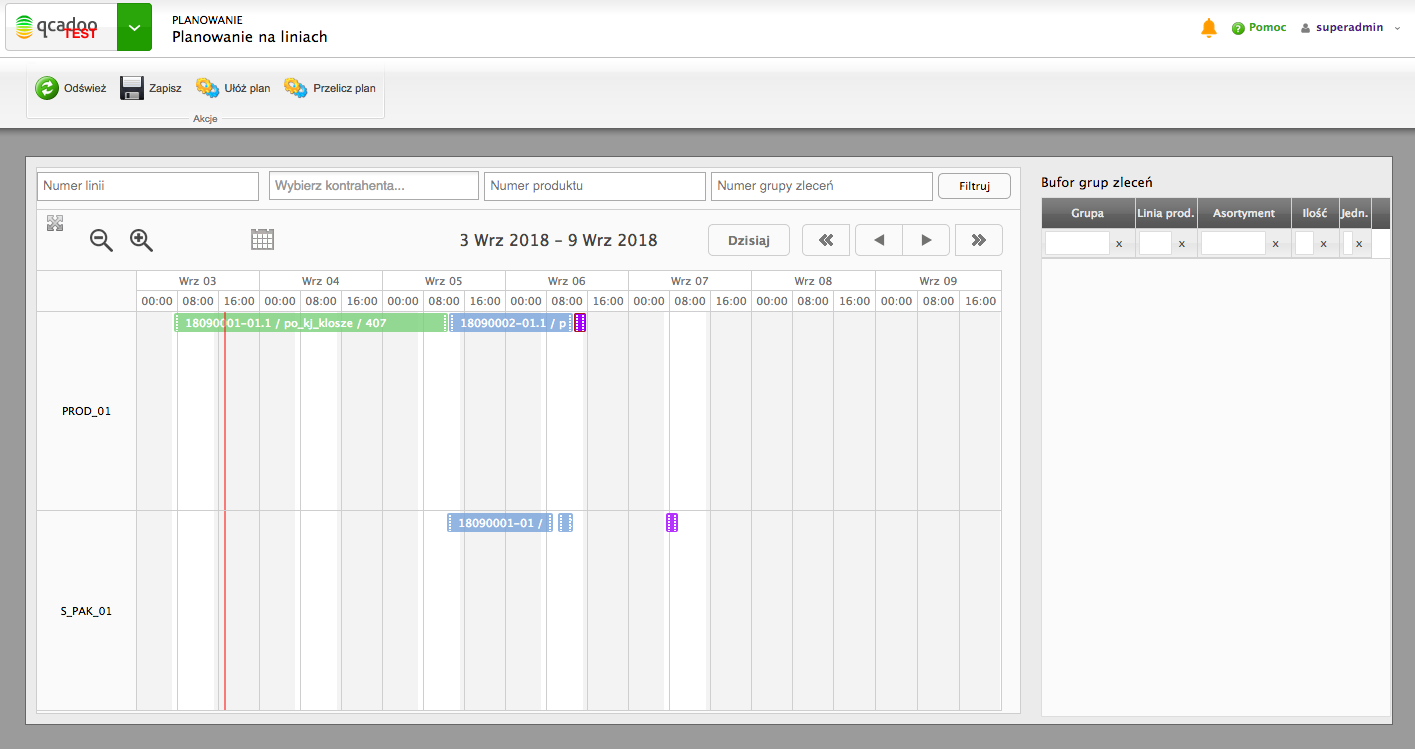 qcadoo
TEST
PLANOWANIE
Planowanie na liniach
Pomoc
superadmin
Odśwież
Zapisz
Ułóż plan
Przelicz plan
Akcje
Numer linii
Wybierz kontrahenta...
Numer produktu
Numer grupy zleceń
Filtruj
3 Wrz 2018 – 9 Wrz 2018
Dzisiaj
Wrz 03 Wrz 04 Wrz 05 Wrz 06 Wrz 07 Wrz 08 Wrz 09
00:00 08:00 16:00 00:00 08:00 16:00 00:00 08:00 16:00 00:00 08:00 16:00 00:00 08:00 16:00 00:00 08:00 16:00 00:00 08:00 16:00
PROD_01
18090001-01.1 / po_kj_klosze / 407
18090002-01.1 / p
S_PAK_01
18090001-01 /
Bufor grup zleceń
Grupa Linia prod. Asortyment Ilość Jedn.
x x x x x